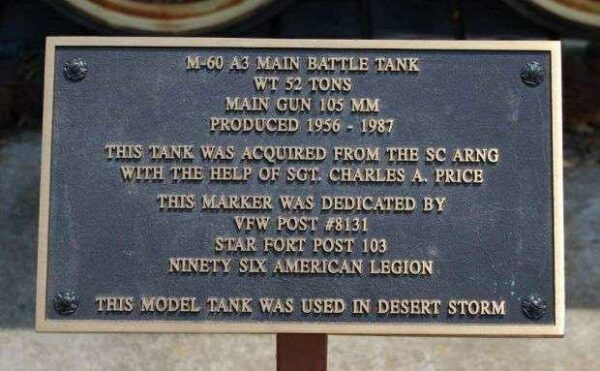 M-60 A3 MAIN BATTLE TANK
WT 52 TONS
MAIN GUN 105 MM
PRODUCED 1956 - 1987
THIS TANK WAS ACQUIRED FROM THE SC ARNG
WITH THE HELP OF SGT. CHARLES A. PRICE
THIS MARKER WAS DEDICATED BY
VFW POST #8131
STAR FORT POST 103
NINETY SIX AMERICAN LEGION
THIS MODEL TANK WAS USED IN DESERT STORM